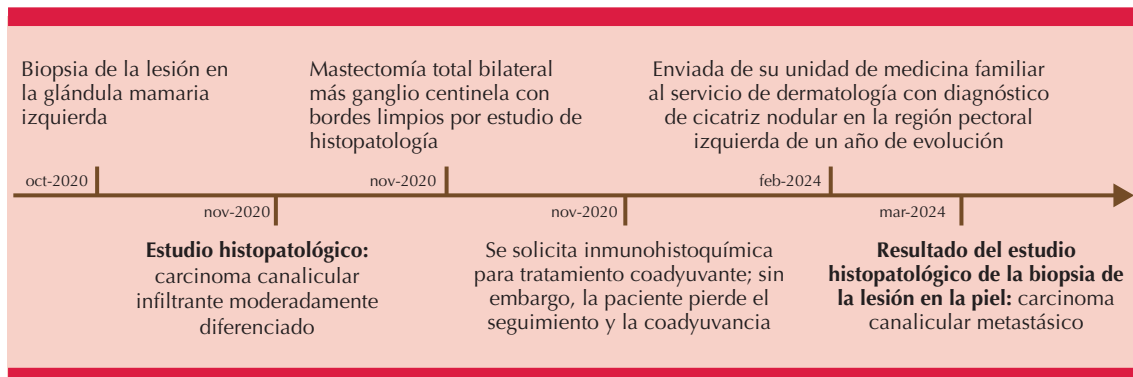 Biopsia de la lesión en
la glándula mamaria
izquierda
Mastectomía total bilateral
más ganglio centinela con
bordes limpios por estudio de
histopatología
Enviada de su unidad de medicina familiar
al servicio de dermatología con diagnóstico
de cicatriz nodular en la región pectoral
izquierda de un año de evolución
oct-2020
nov-2020
feb-2024
nov-2020
nov-2020
mar-2024
Estudio histopatológico:
carcinoma canalicular
infiltrante moderadamente
diferenciado
Se solicita inmunohistoquímica
para tratamiento coadyuvante; sin
embargo, la paciente pierde el
seguimiento y la coadyuvancia
Resultado del estudio
histopatológico de la biopsia de
la lesión en la piel: carcinoma
canalicular metastásico